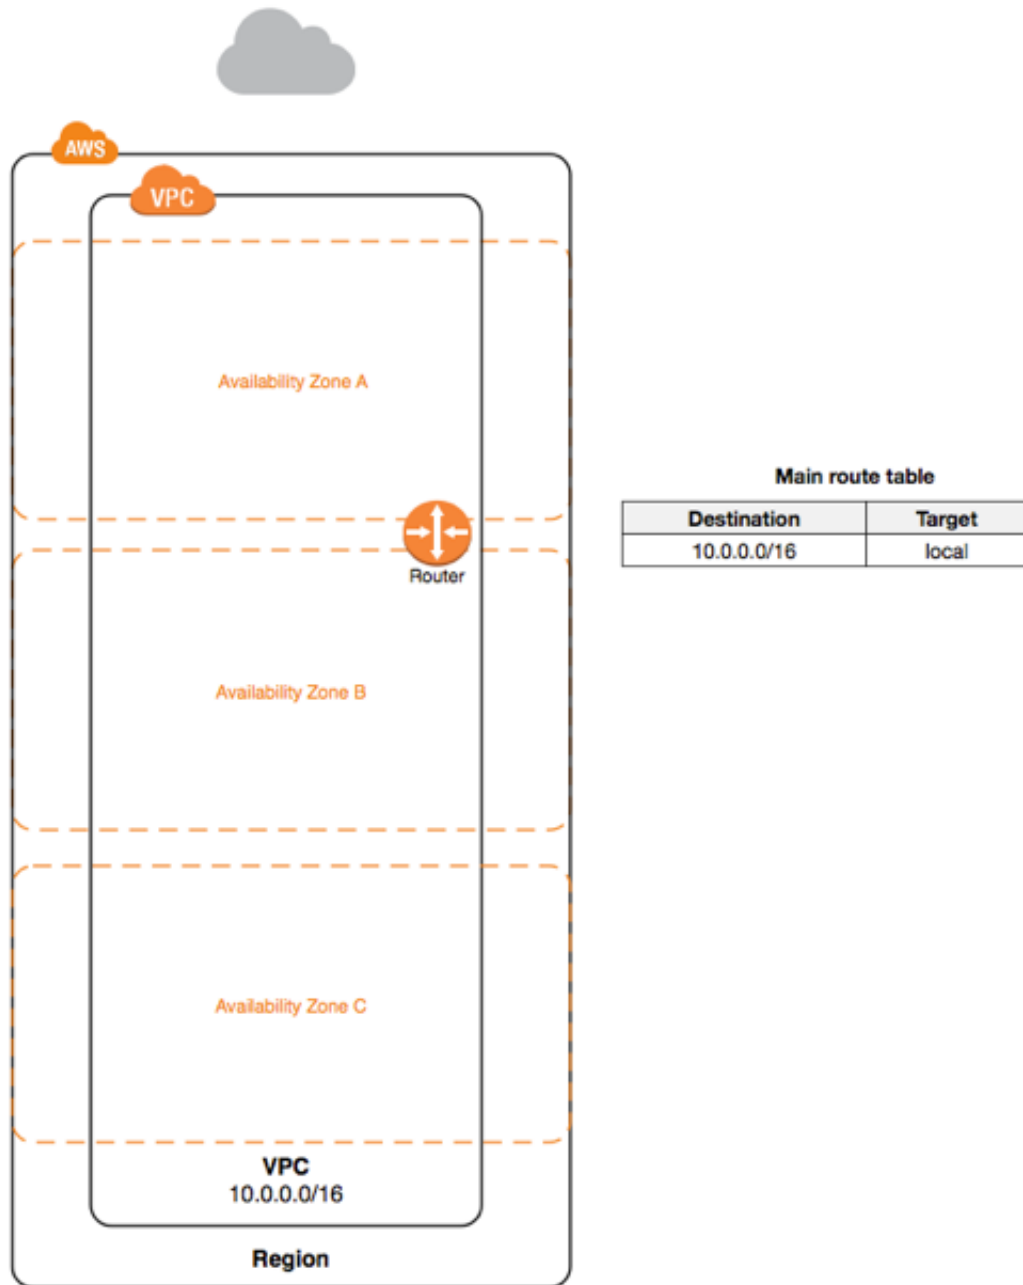 AWS
VPC
Availability Zone A
Main route table
Destination Target
10.0.0.0/16 local
Router
Availability Zone B
Availability Zone C
VPC
10.0.0.0/16
Region